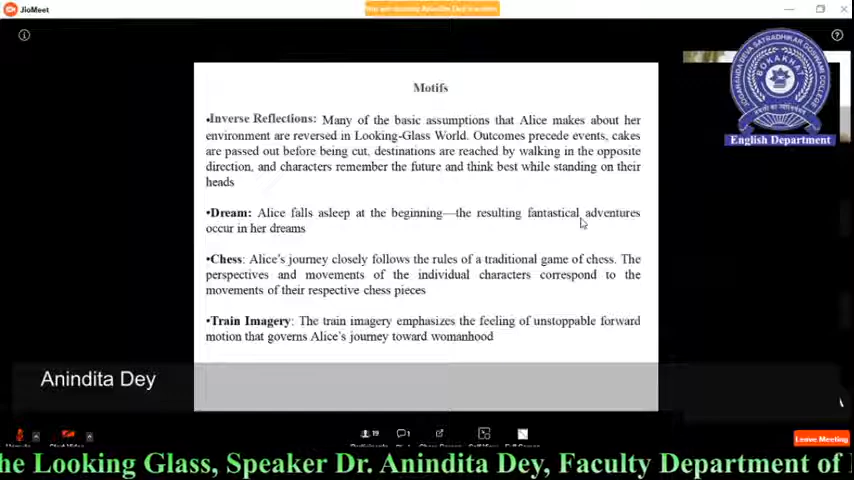 JioMeet
Motifs
•Inverse Reflections: Many of the basic assumptions that Alice makes about her
environment are reversed in Looking-Glass World. Outcomes precede events, cakes
are passed out before being cut, destinations are reached by walking in the opposite
direction, and characters remember the future and think best while standing on their
heads
•Dream: Alice falls asleep at the beginning—the resulting fantastical adventures
occur in her dreams
•Chess: Alice's journey closely follows the rules of a traditional game of chess. The
perspectives and movements of the individual characters correspond to the
movements of their respective chess pieces
•Train Imagery: The train imagery emphasizes the feeling of unstoppable forward
motion that governs Alice's journey toward womanhood
BOKAKHAT
English Department
Anindita Dey
19
1
Leave Meeting
he Looking Glass, Speaker Dr. Anindita Dey, Faculty Department of